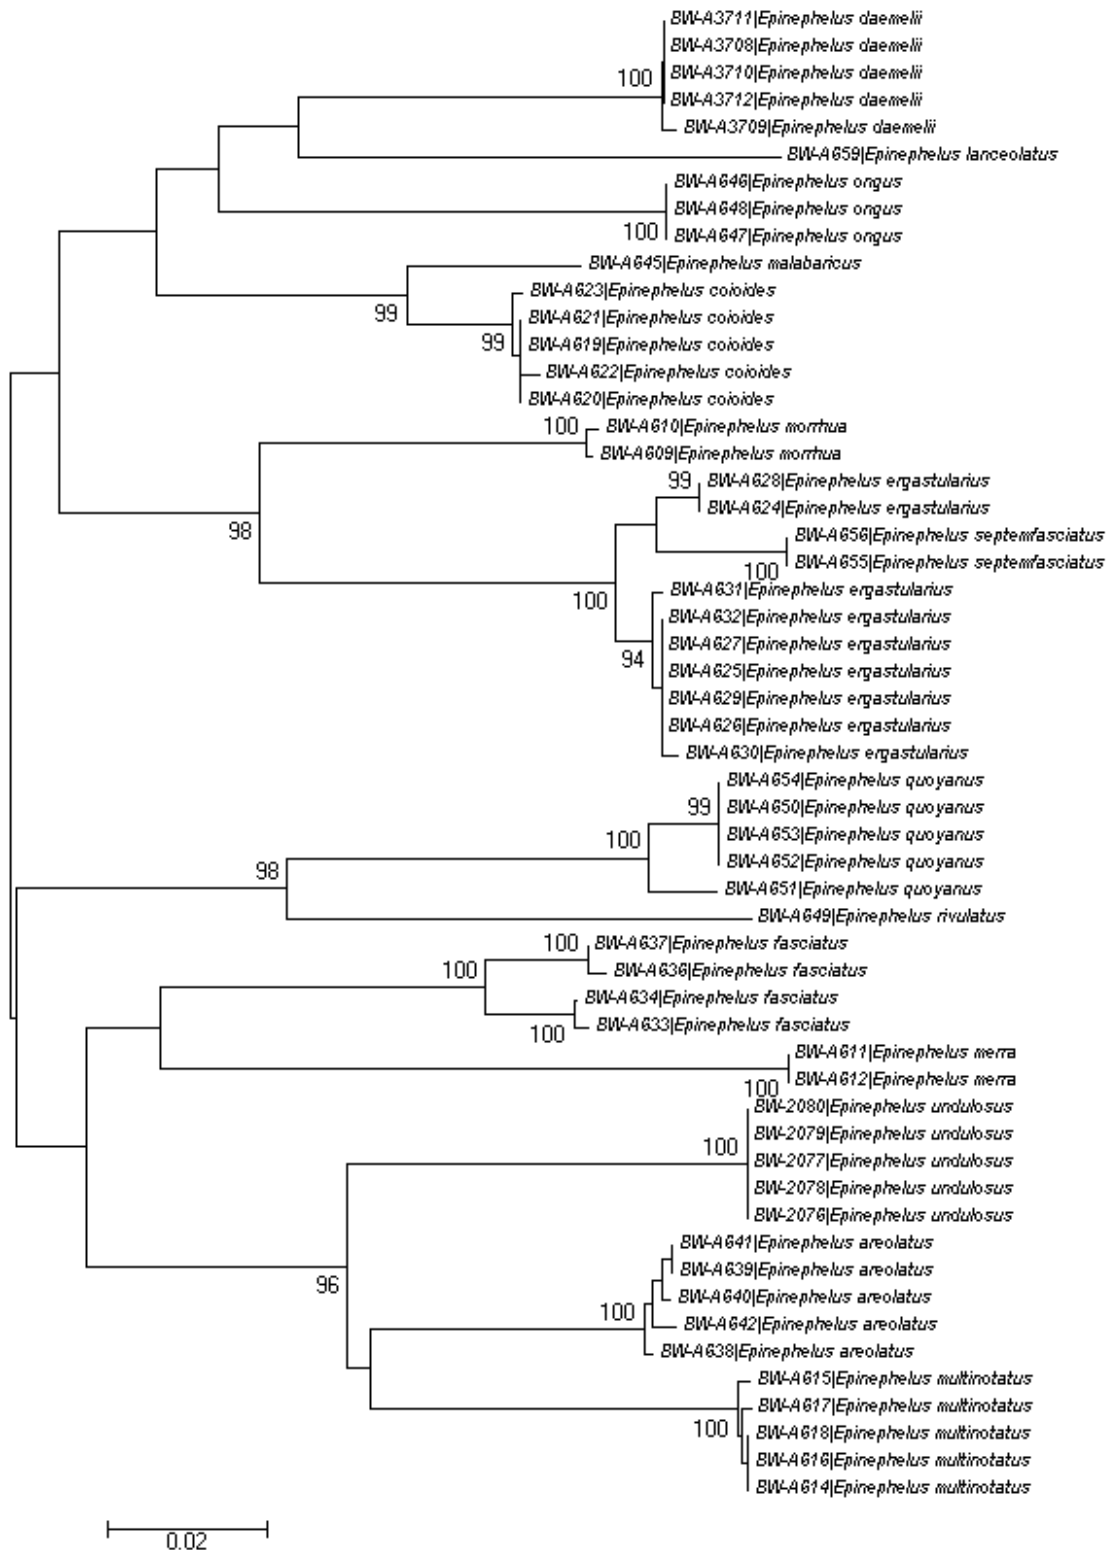 BW-A3711|Epinephelus daemelii
BW-A3708|Epinephelus daemelii
100
BW-A3710|Epinephelus daemelii
BW-A3712|Epinephelus daemelii
BW-A3709|Epinephelus daemelii
BW-A659|Epinephelus lanceolatus
BW-A646|Epinephelus ongus
BW-A648|Epinephelus ongus
100
BW-A647|Epinephelus ongus
BW-A645|Epinephelus malabaricus
BW-A623|Epinephelus coioides
99
BW-A621|Epinephelus coioides
99
BW-A619|Epinephelus coioides
BW-A622|Epinephelus coioides
BW-A620|Epinephelus coioides
100
BW-A610|Epinephelus morrhua
BW-A609|Epinephelus morrhua
99
BW-A628|Epinephelus ergastularius
BW-A624|Epinephelus ergastularius
98
BW-A656|Epinephelus septemfasciatus
BW-A655|Epinephelus septemfasciatus
100
BW-A631|Epinephelus ergastularius
100
BW-A632|Epinephelus ergastularius
BW-A627|Epinephelus ergastularius
94
BW-A625|Epinephelus ergastularius
BW-A629|Epinephelus ergastularius
BW-A626|Epinephelus ergastularius
BW-A630|Epinephelus ergastularius
BW-A654|Epinephelus quoyanus
99
BW-A650|Epinephelus quoyanus
100
BW-A653|Epinephelus quoyanus
BW-A652|Epinephelus quoyanus
98
BW-A651|Epinephelus quoyanus
BW-A649|Epinephelus rivulatus
100
BW-A637|Epinephelus fasciatus
100
BW-A636|Epinephelus fasciatus
BW-A634|Epinephelus fasciatus
100
BW-A633|Epinephelus fasciatus
BW-A611|Epinephelus merra
BW-A612|Epinephelus merra
100
BW-2080|Epinephelus undulosus
BW-2079|Epinephelus undulosus
100
BW-2077|Epinephelus undulosus
BW-2078|Epinephelus undulosus
BW-2076|Epinephelus undulosus
BW-A641|Epinephelus areolatus
BW-A639|Epinephelus areolatus
96
BW-A640|Epinephelus areolatus
100
BW-A642|Epinephelus areolatus
BW-A638|Epinephelus areolatus
BW-A615|Epinephelus multinotatus
BW-A617|Epinephelus multinotatus
100
BW-A618|Epinephelus multinotatus
BW-A616|Epinephelus multinotatus
BW-A614|Epinephelus multinotatus
0.02